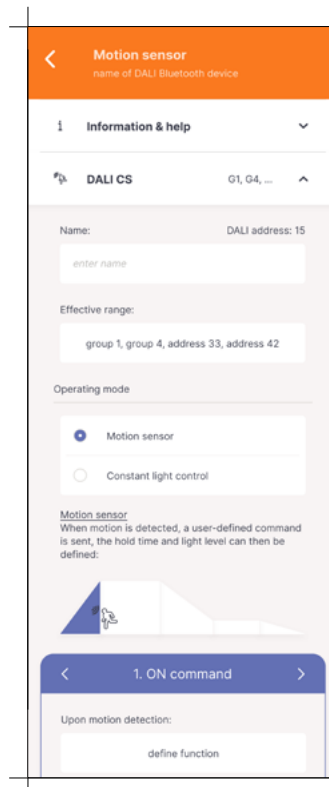 Motion sensor
name of DALI Bluetooth device
i Information & help
DALI CS G1, G4, ...
Name: DALI address: 15
enter name
Effective range:
group 1, group 4, address 33, address 42
Operating mode
Motion sensor
Constant light control
Motion sensor
When motion is detected, a user-defined command
is sent, the hold time and light level can then be
defined:
1. ON command
Upon motion detection:
define function